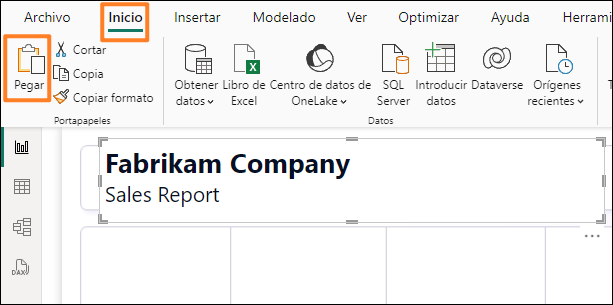 Archivo Inicio Insertar Modelado Ver Optimizar Ayuda Herrami
Pegar
Cortar
Copia
Copiar formato
Portapapeles
Obtener
datos
Libro de
Excel
Centro de datos de
OneLake
SQL
Server
Introducir
datos
Dataverse
Orígenes
recientes
Datos
Fabrikam Company
Sales Report
DAX